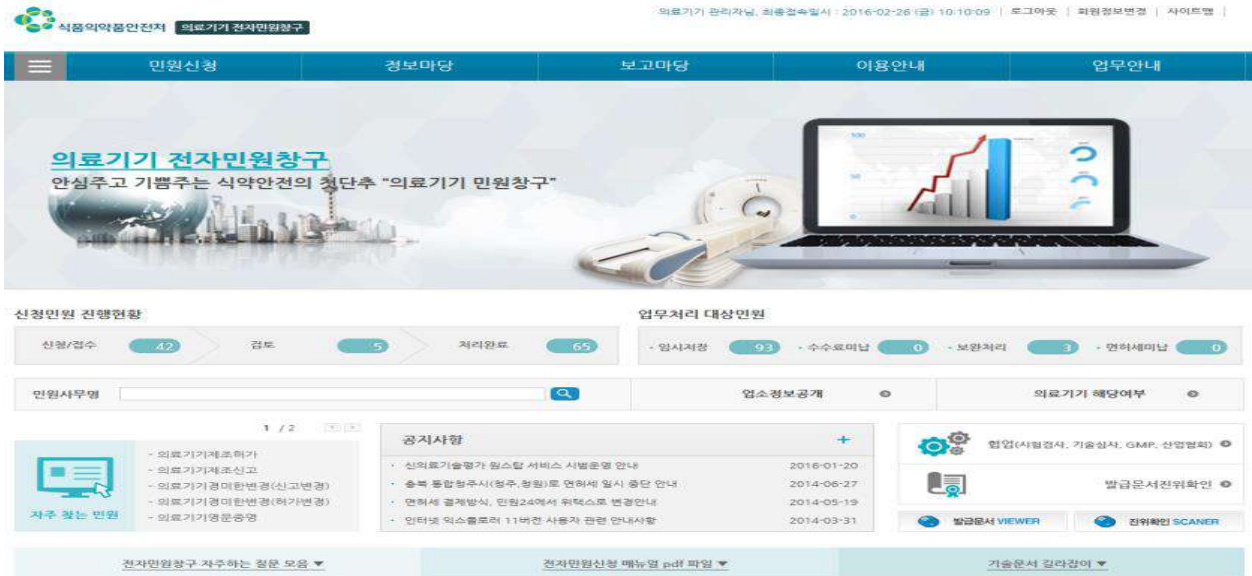 의료기기 관리자님, 최종접속일시 : 2016-02-26 (금) 10:10:09 | 로그아웃 | 회원정보변경 | 사이트맵 |
식품의약품안전처 의료기기 전자민원창구
민원신청 정보마당 보고마당 이용안내 업무안내
의료기기 전자민원창구
안심주고 기쁨주는 식약안전의 첫단추 "의료기기 민원창구"
100
50
0
신청민원 진행현황 업무처리 대상민원
신청/접수 42 검토 5 처리완료 65 · 임시저장 93 · 수수료미납 0 · 보완처리 3 · 면허세미납 0
민원사무명 업소정보공개 의료기기 해당여부
1 / 2
자주 찾는 민원
- 의료기기제조허가
- 의료기기제조신고
- 의료기기경미한변경(신고변경)
- 의료기기경미한변경(허가변경)
- 의료기기영문증명
공지사항 +
· 신의료기술평가 원스탑 서비스 시범운영 안내 2016-01-20
· 충북 통합청주시(청주,청원)로 면허세 일시 중단 안내 2014-06-27
· 면허세 결제방식, 민원24에서 위택스로 변경안내 2014-05-19
· 인터넷 익스플로러 11버전 사용자 관련 안내사항 2014-03-31
협업(시험검사, 기술심사, GMP, 산업협회)
발급문서진위확인
발급문서 VIEWER 진위확인 SCANER
전자민원창구 자주하는 질문 모음 ▼ 전자민원신청 매뉴얼 pdf 파일 ▼ 기술문서 길라잡이 ▼